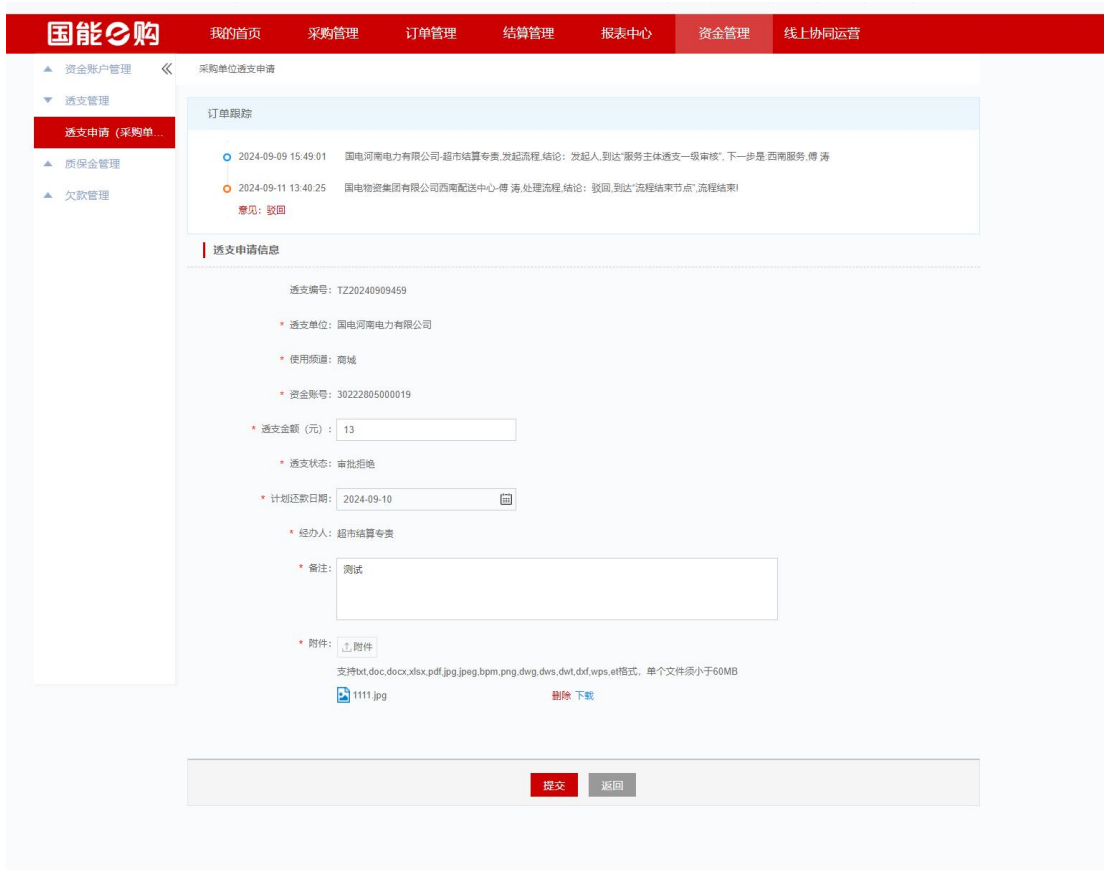 国能e购
我的首页 采购管理 订单管理 结算管理 报表中心 资金管理 线上协同运营
资金账户管理
透支管理
透支申请（采购单...
质保金管理
欠款管理
采购单位透支申请
订单跟踪
2024-09-09 15:49:01 国电河南电力有限公司-超市结算专责,发起流程,结论：发起人,到达“服务主体透支一级审核”, 下一步是:西南服务,傅 涛
2024-09-11 13:40:25 国电物资集团有限公司西南配送中心-傅 涛,处理流程,结论：驳回,到达“流程结束节点”,流程结束!
意见：驳回
透支申请信息
透支编号： TZ20240909459
* 透支单位： 国电河南电力有限公司
* 使用频道： 商城
* 资金账号： 30222805000019
* 透支金额（元）： 13
* 透支状态： 审批拒绝
* 计划还款日期： 2024-09-10
* 经办人： 超市结算专责
* 备注： 测试
* 附件： 附件
支持txt,doc,docx,xlsx,pdf,jpg,jpeg,bpm,png,dwg,dws,dwt,dxf,wps,et格式，单个文件须小于60MB
1111.jpg 删除 下载
提交 返回